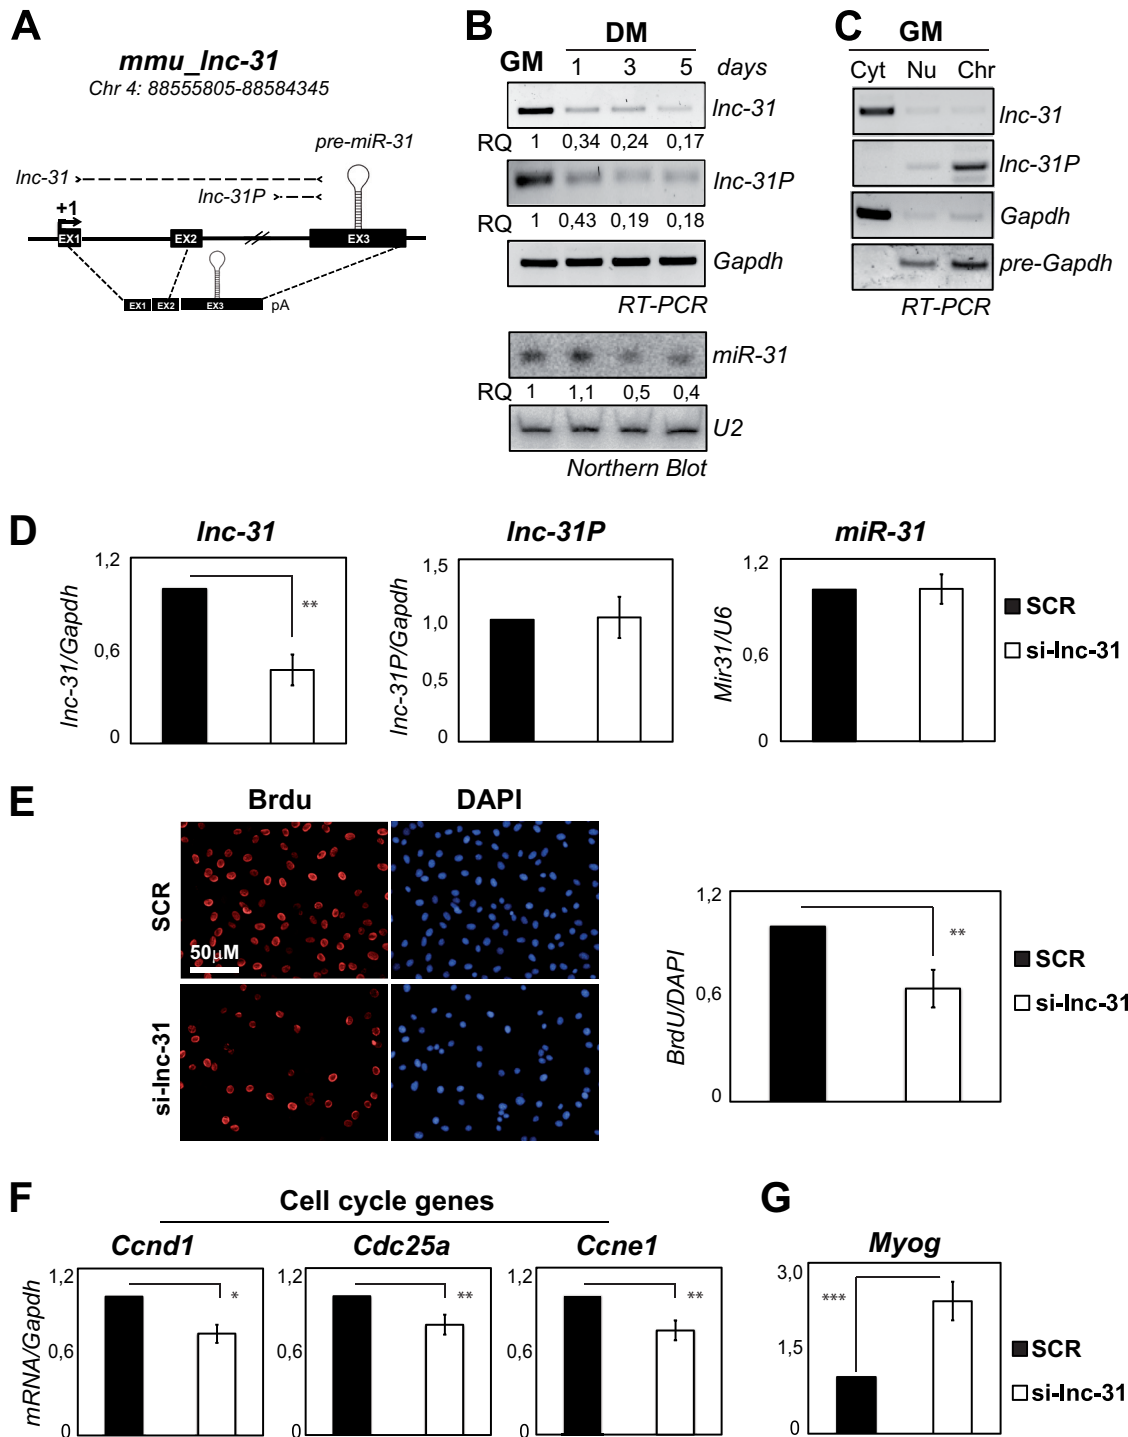 A
mmu_lnc-31
Chr 4: 88555805-88584345
pre-miR-31
lnc-31
lnc-31P
+1
EX1 EX2 EX3
EX1 EX2 EX3 pA
B
DM
GM 1 3 5 days
lnc-31
RQ 1 0,34 0,24 0,17
lnc-31P
RQ 1 0,43 0,19 0,18
Gapdh
RT-PCR
miR-31
RQ 1 1,1 0,5 0,4
U2
Northern Blot
C
GM
Cyt Nu Chr
lnc-31
lnc-31P
Gapdh
pre-Gapdh
RT-PCR
D
lnc-31
lnc-31/Gapdh
1,2
0,6
0
**
lnc-31P
lnc-31P/Gapdh
1,5
1,0
0,5
0
miR-31
Mir31/U6
1,2
0,6
0
SCR
si-lnc-31
E
Brdu DAPI
SCR
50µM
si-lnc-31
BrdU/DAPI
1,2
0,6
0
**
SCR
si-lnc-31
F
Cell cycle genes
Ccnd1
mRNA/Gapdh
1,2
0,6
0
*
Cdc25a
1,2
0,6
0
**
Ccne1
1,2
0,6
0
**
G
Myog
3,0
1,5
0
***
SCR
si-lnc-31